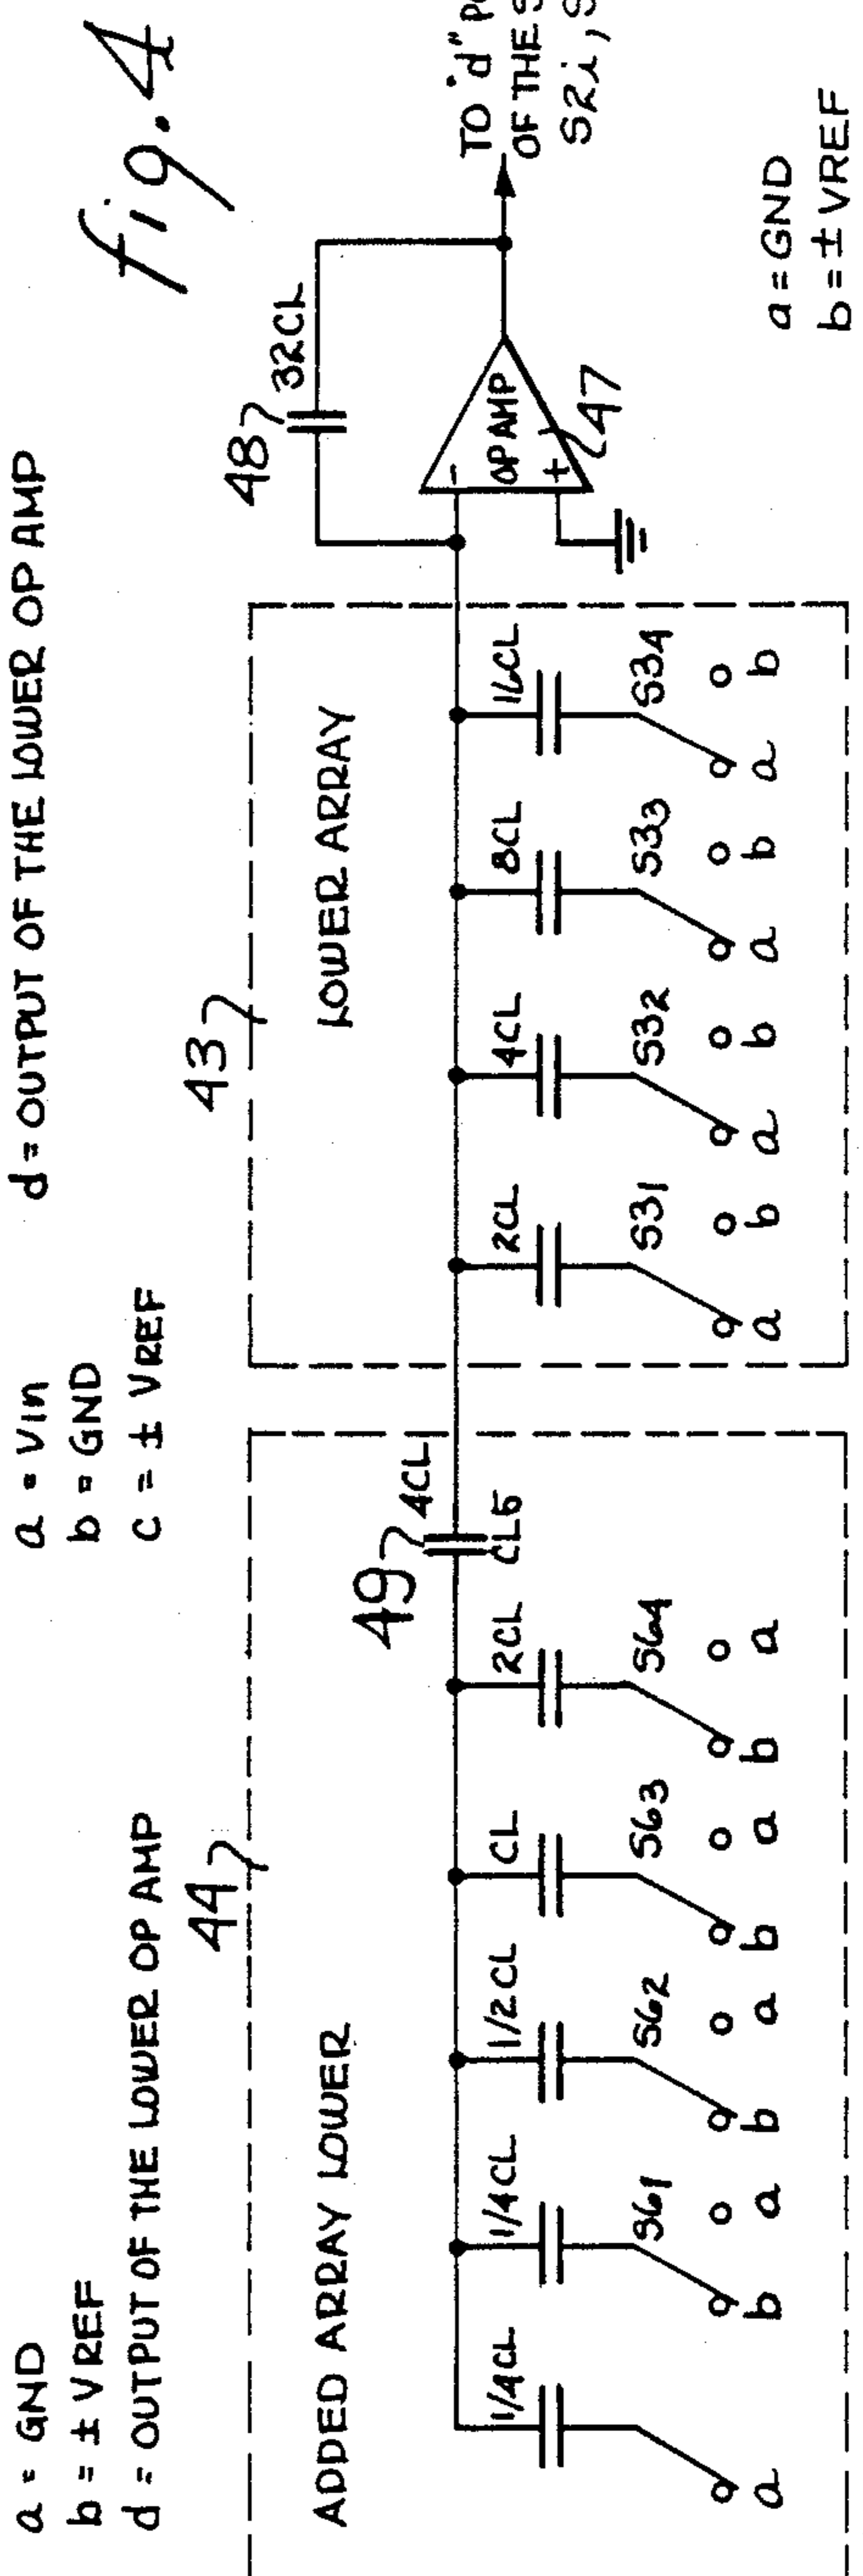 fig. 4
a = GND
b = ± VREF
d = OUTPUT OF THE LOWER OP AMP
a = VIN
b = GND
c = ± VREF
d = OUTPUT OF THE LOWER OP AMP
44
ADDED ARRAY LOWER
1/4CL
1/4CL
1/2CL
CL
2CL
49
4CL
CL5
S61
S62
S63
S64
a
b a
b a
b a
b a
43
LOWER ARRAY
2CL
4CL
8CL
16CL
S31
S32
S33
S34
a b
a b
a b
a b
48
32CL
-
OP AMP
+
47
TO "d"
OF THE
S2i,
a = GND
b = ± VREF